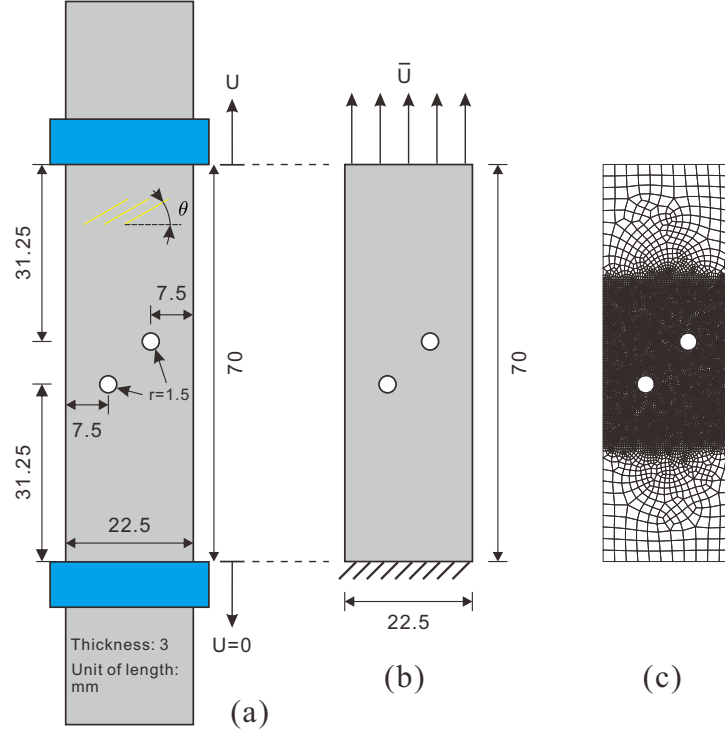 U
Ū
θ
31.25
7.5
70
70
r=1.5
7.5
31.25
22.5
22.5
U=0
Thickness: 3
Unit of length:
mm
(a)
(b)
(c)